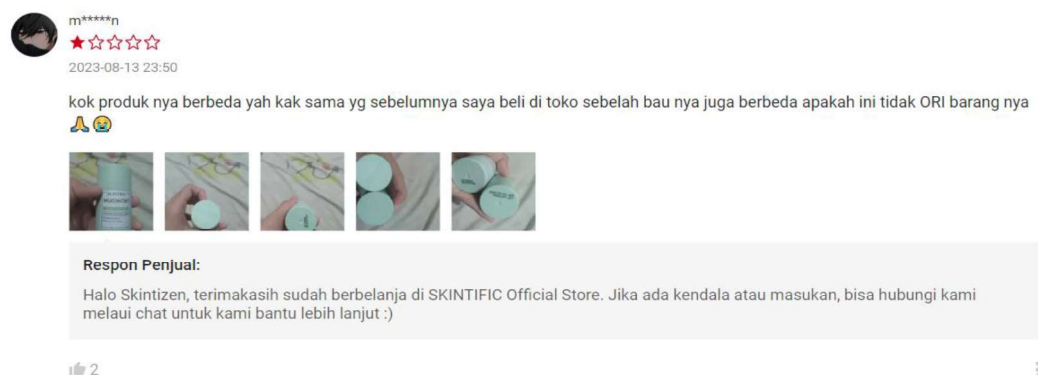 m*****n
2023-08-13 23:50
kok produk nya berbeda yah kak sama yg sebelumnya saya beli di toko sebelah bau nya juga berbeda apakah ini tidak ORI barang nya
🙏😭
Respon Penjual:
Halo Skintizen, terimakasih sudah berbelanja di SKINTIFIC Official Store. Jika ada kendala atau masukan, bisa hubungi kami
melaui chat untuk kami bantu lebih lanjut :)
2